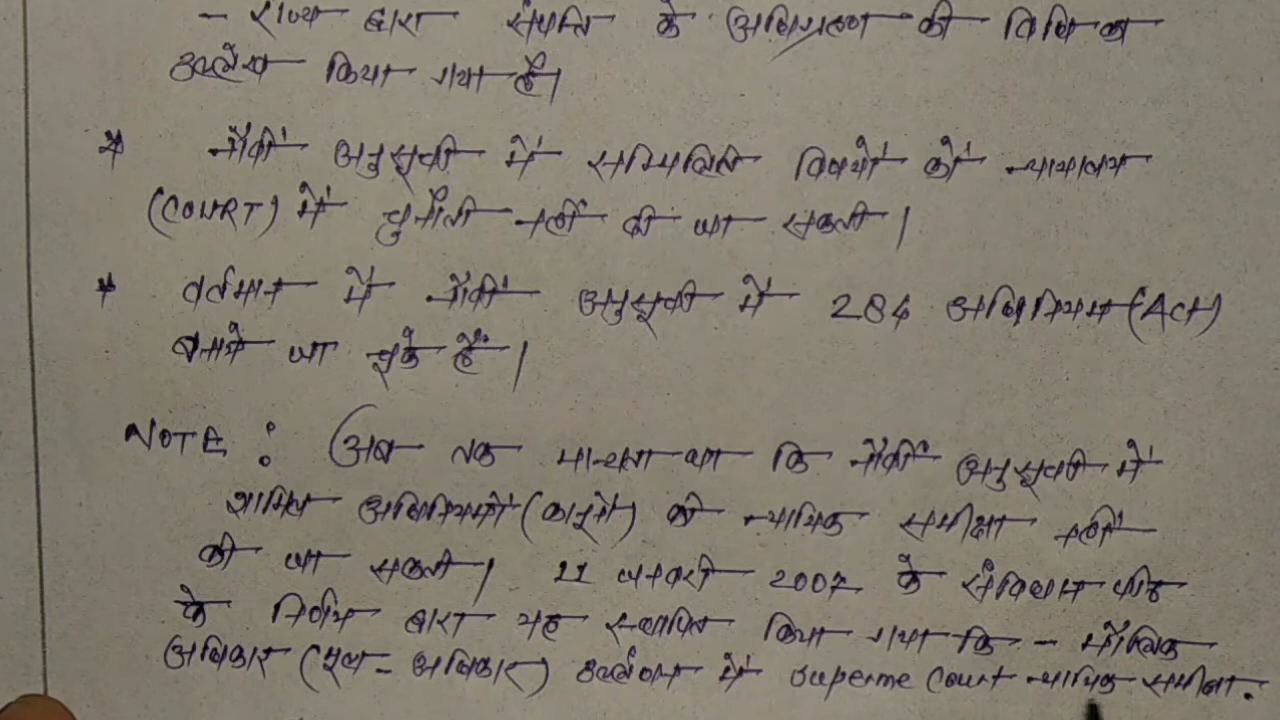 - राज्य द्वारा संपत्ति के अधिग्रहण की विधि का
उल्लेख किया गया है।
* नौंवीं अनुसूची में सम्मिलित विषयों को न्यायालय
(COURT) में चुनौती नहीं दी जा सकती।
* वर्तमान में नौंवीं अनुसूची में 284 अधिनियम (Act)
बनाये जा चुके हैं।
NOTE : (अब तक मान्यता था कि नौंवीं अनुसूची में
शामिल अधिनियमों (कानूनों) की न्यायिक समीक्षा नहीं
की जा सकती। 11 जनवरी 2007 के संविधान पीठ
के निर्णय द्वारा यह स्थापित किया गया कि - मौलिक
अधिकार (मूल - अधिकार) उल्लंघन में Superme Court न्यायिक समीक्षा.